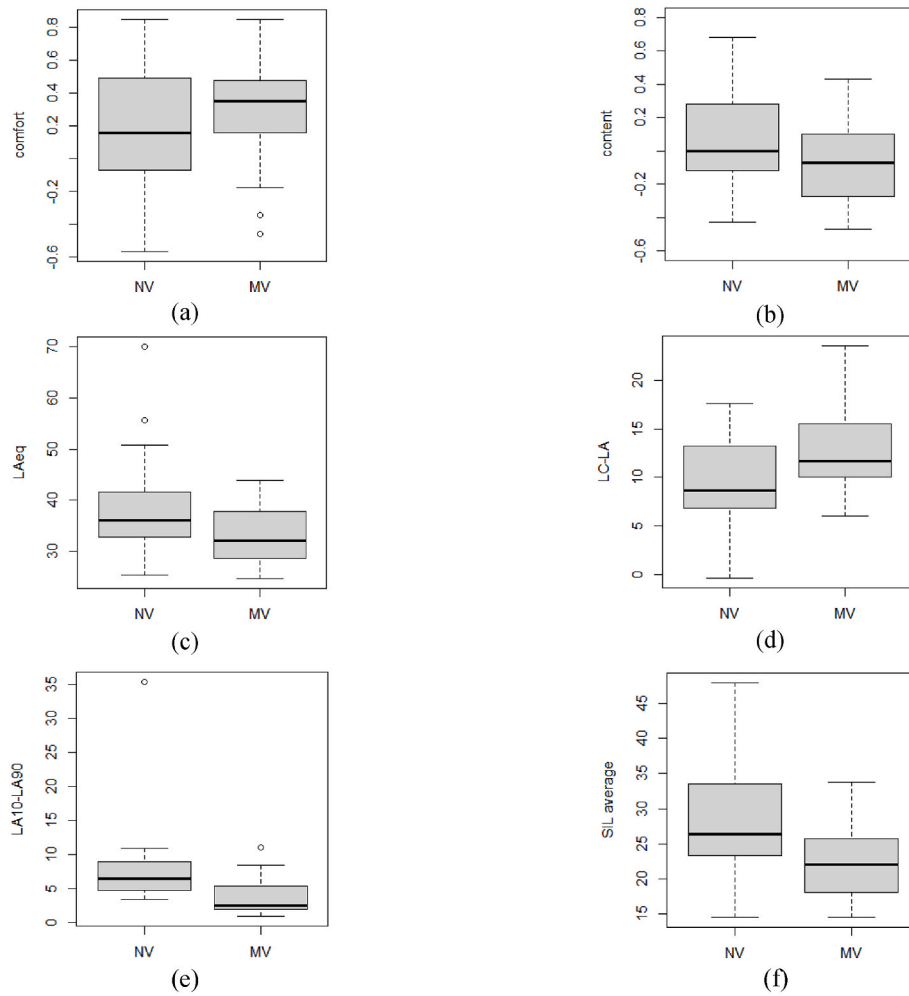 comfort
-0.6 -0.2 0.2 0.4 0.6 0.8
NV MV
(a)
content
-0.6 -0.2 0.2 0.4 0.6 0.8
NV MV
(b)
LAeq
30 40 50 60 70
NV MV
(c)
LC-LA
0 5 10 15 20
NV MV
(d)
LA10-LA90
0 5 10 15 20 25 30 35
NV MV
(e)
SIL average
15 20 25 30 35 40 45
NV MV
(f)